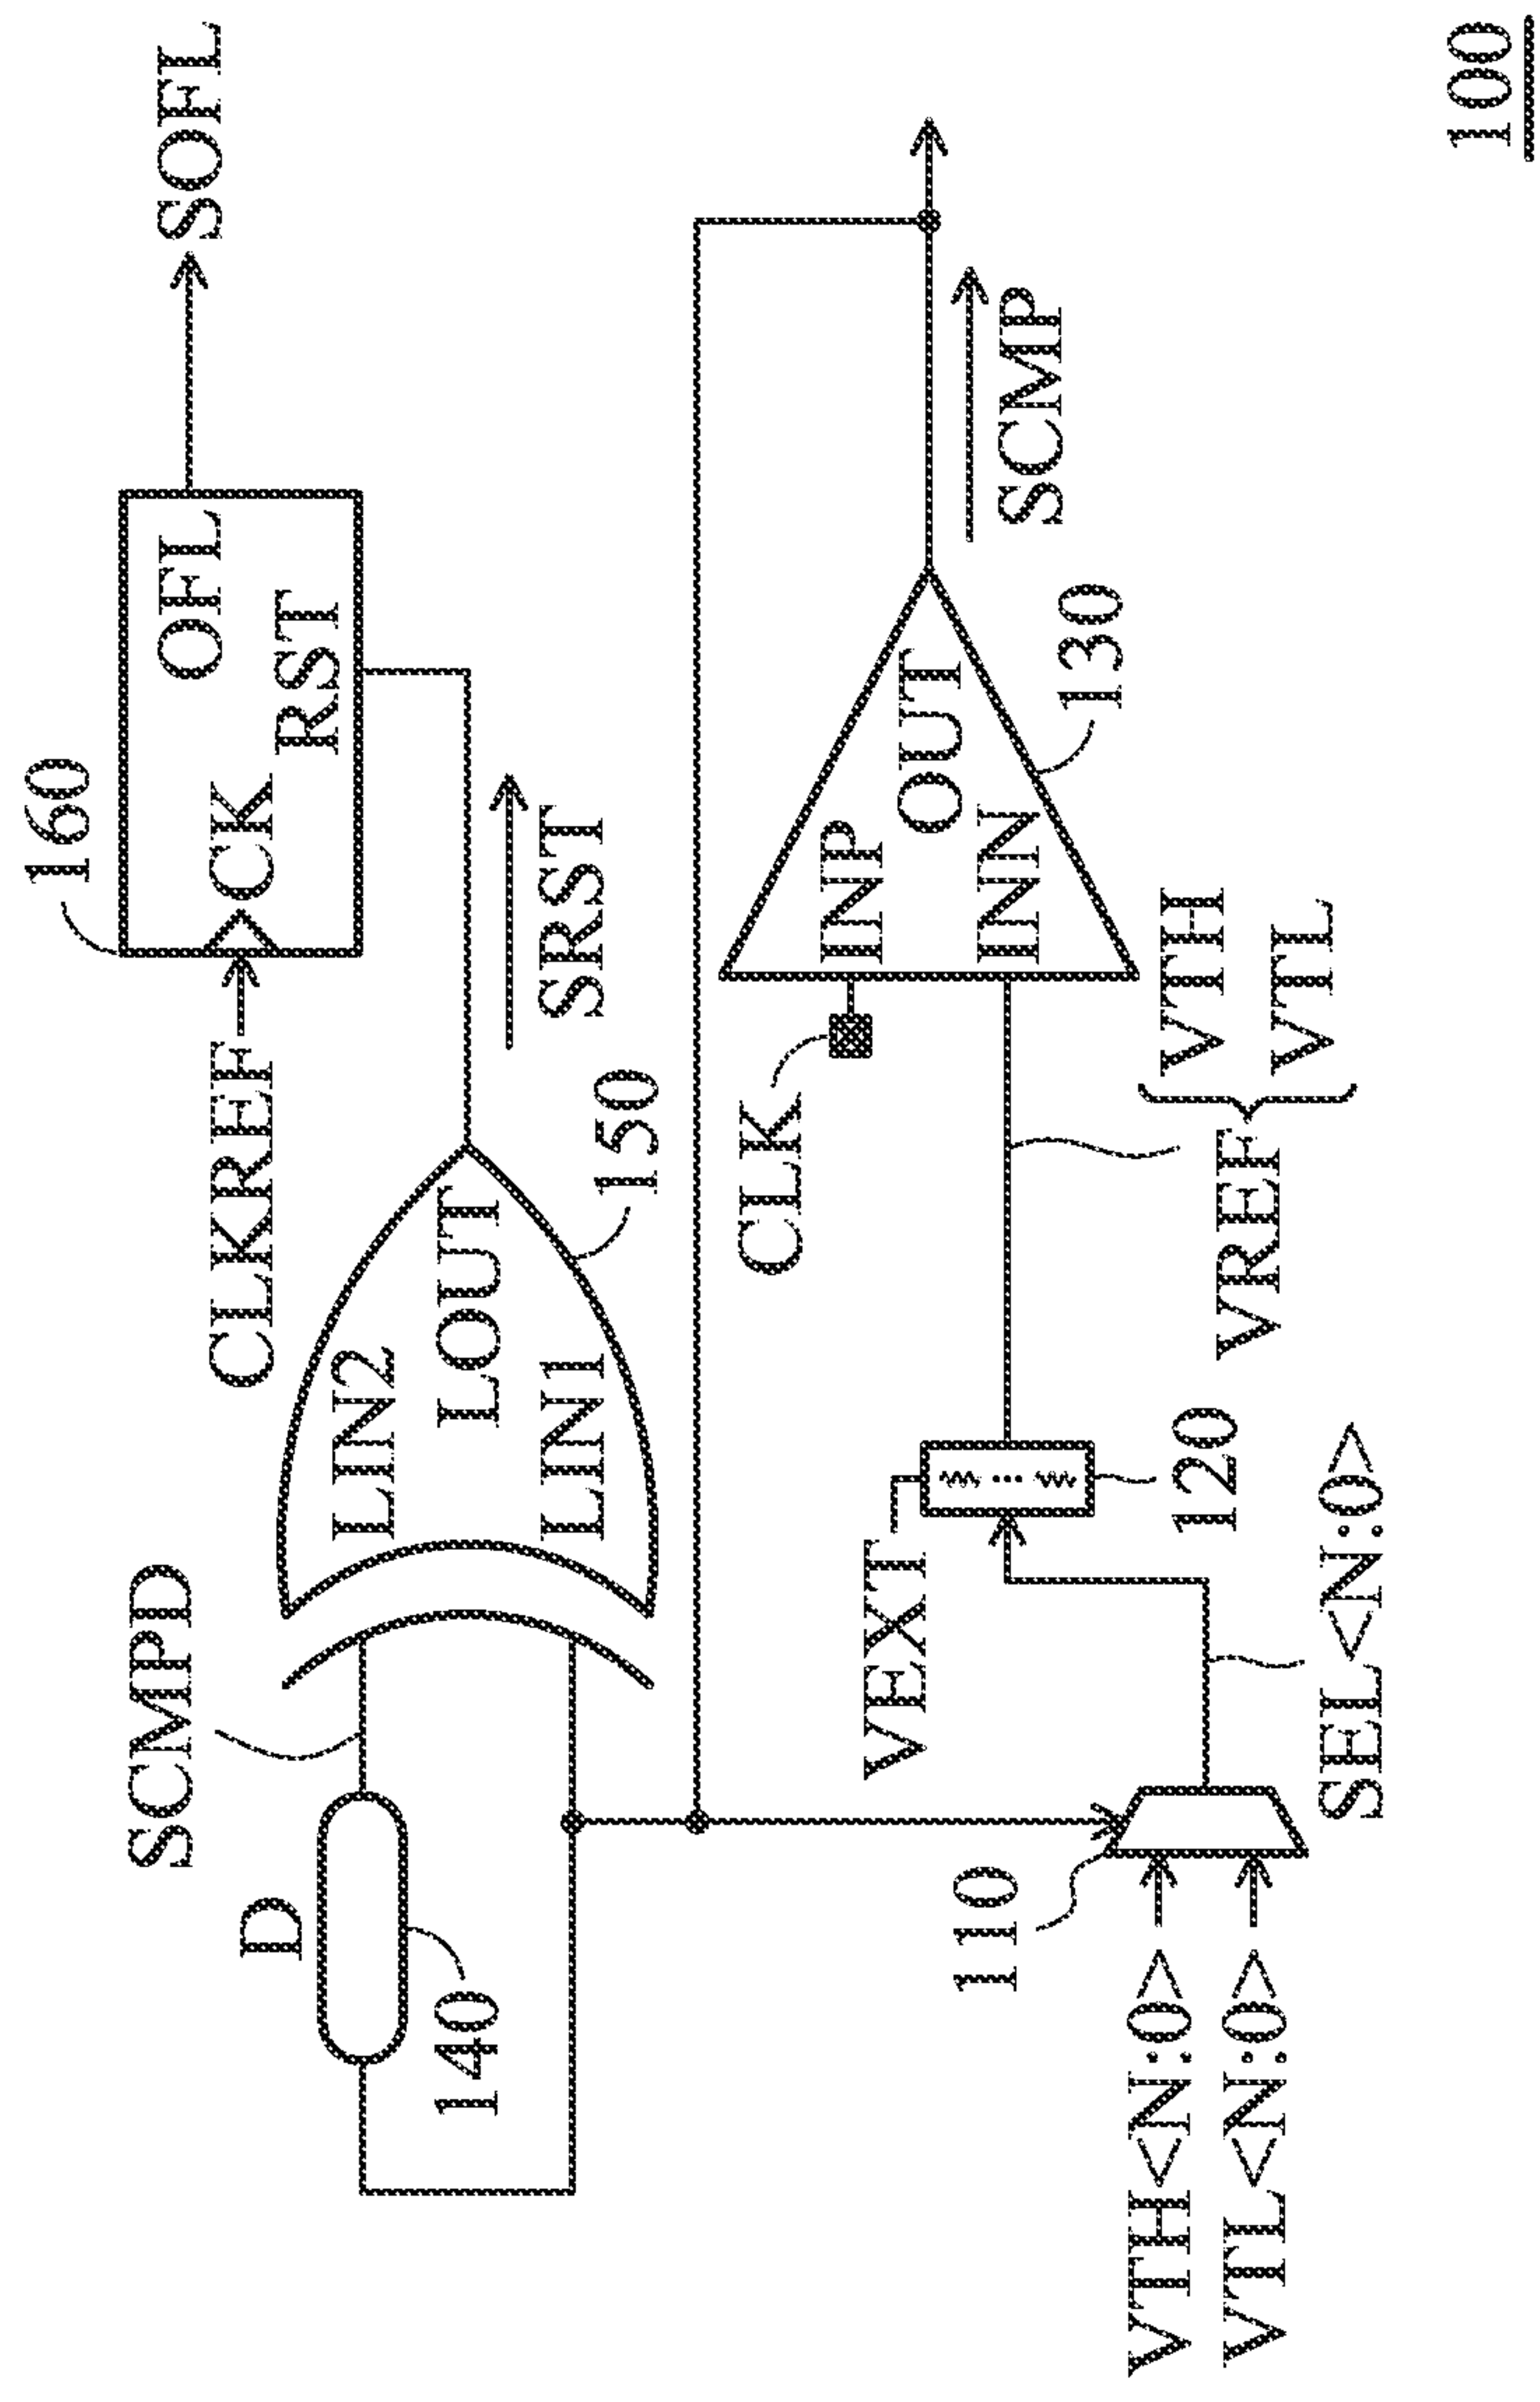 160
CLKREF
CK
OFL
RST
SOFL
SCMPD
D
140
LIN2
LOUT
LIN1
150
SRST
CLK
INP
OUT
INN
130
SCMP
VEXT
120
VREF
VTH
VTL
110
VTH<N:0>
VTL<N:0>
SEL<N:0>
100